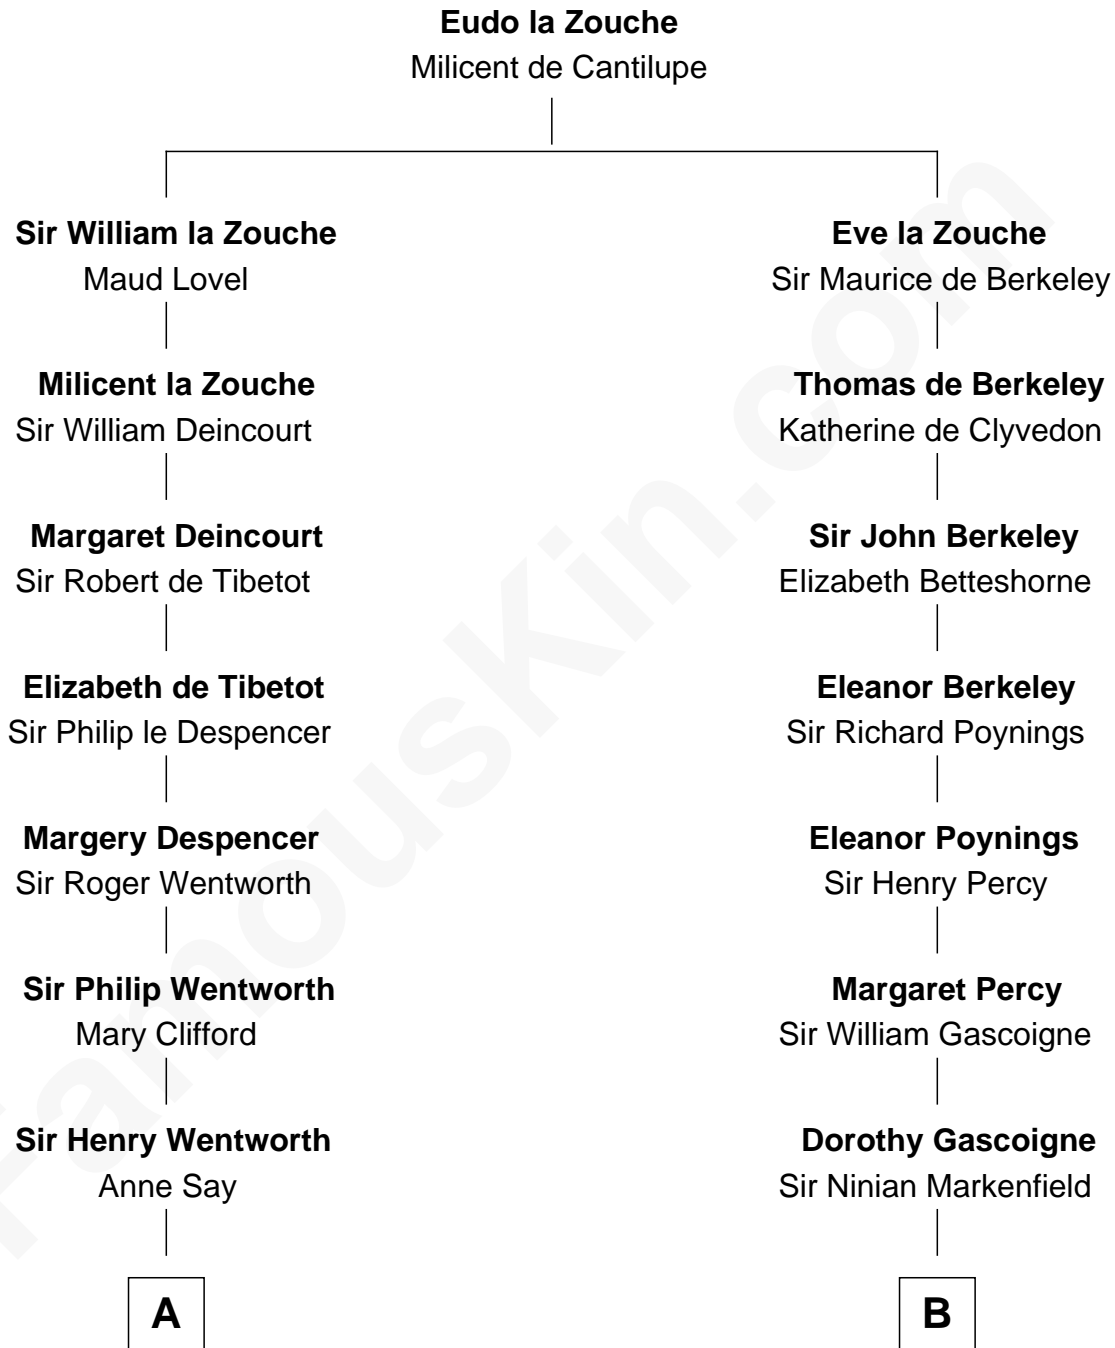 Eudo la Zouche
Milicent de Cantilupe
Sir William la Zouche
Maud Lovel
Eve la Zouche
Sir Maurice de Berkeley
Milicent la Zouche
Sir William Deincourt
Thomas de Berkeley
Katherine de Clyvedon
Margaret Deincourt
Sir Robert de Tibetot
Sir John Berkeley
Elizabeth Betteshorne
Elizabeth de Tibetot
Sir Philip le Despencer
Eleanor Berkeley
Sir Richard Poynings
Margery Despencer
Sir Roger Wentworth
Eleanor Poynings
Sir Henry Percy
Sir Philip Wentworth
Mary Clifford
Margaret Percy
Sir William Gascoigne
Sir Henry Wentworth
Anne Say
Dorothy Gascoigne
Sir Ninian Markenfield
A
B
FamousKin.com